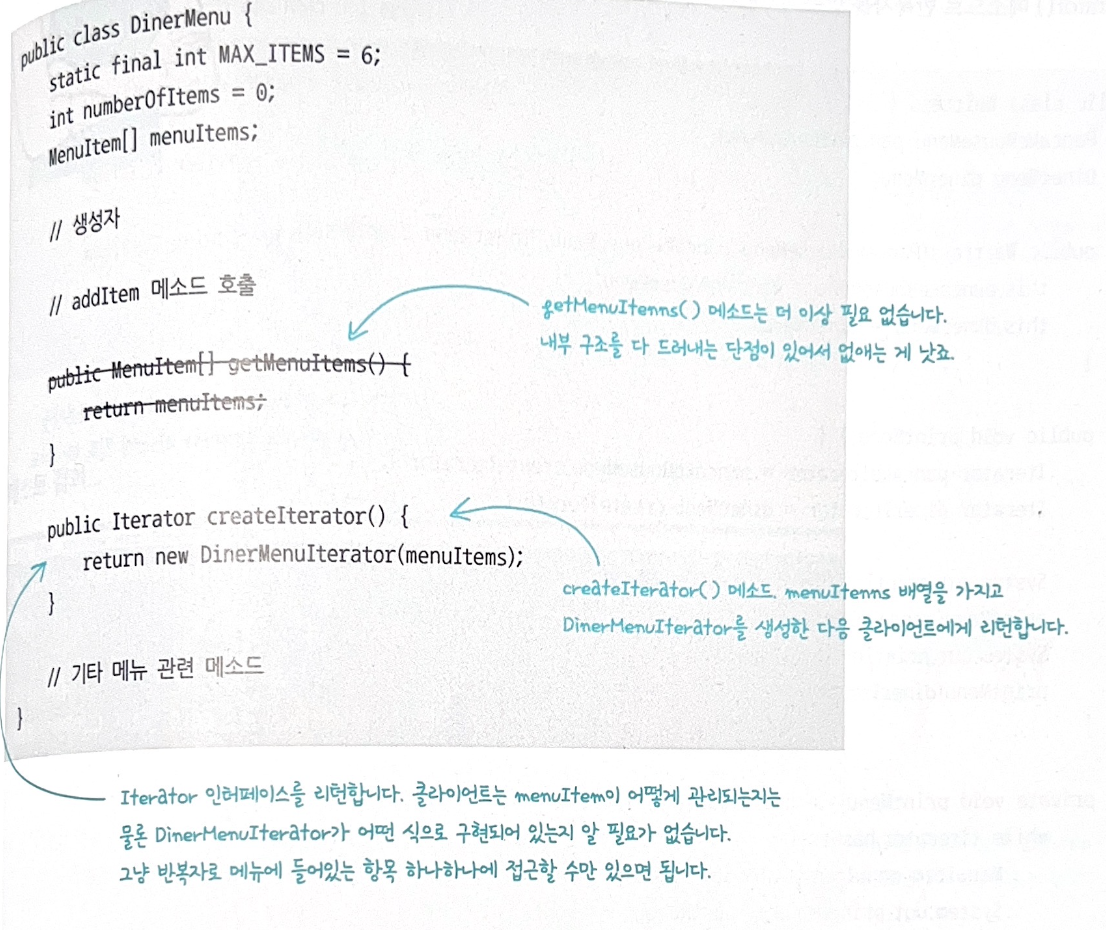 public class DinerMenu {
static final int MAX_ITEMS = 6;
int numberOfItems = 0;
MenuItem[] menuItems;
// 생성자
// addItem 메소드 호출
public MenuItem[] getMenuItems() {
return menuItems;
}
getMenuItems() 메소드는 더 이상 필요 없습니다.
내부 구조를 다 드러내는 단점이 있어서 없애는 게 낫죠.
public Iterator createIterator() {
return new DinerMenuIterator(menuItems);
}
createIterator() 메소드. menuItems 배열을 가지고
DinerMenuIterator를 생성한 다음 클라이언트에게 리턴합니다.
// 기타 메뉴 관련 메소드
}
Iterator 인터페이스를 리턴합니다. 클라이언트는 menuItem이 어떻게 관리되는지는
물론 DinerMenuIterator가 어떤 식으로 구현되어 있는지 알 필요가 없습니다.
그냥 반복자로 메뉴에 들어있는 항목 하나하나에 접근할 수만 있으면 됩니다.